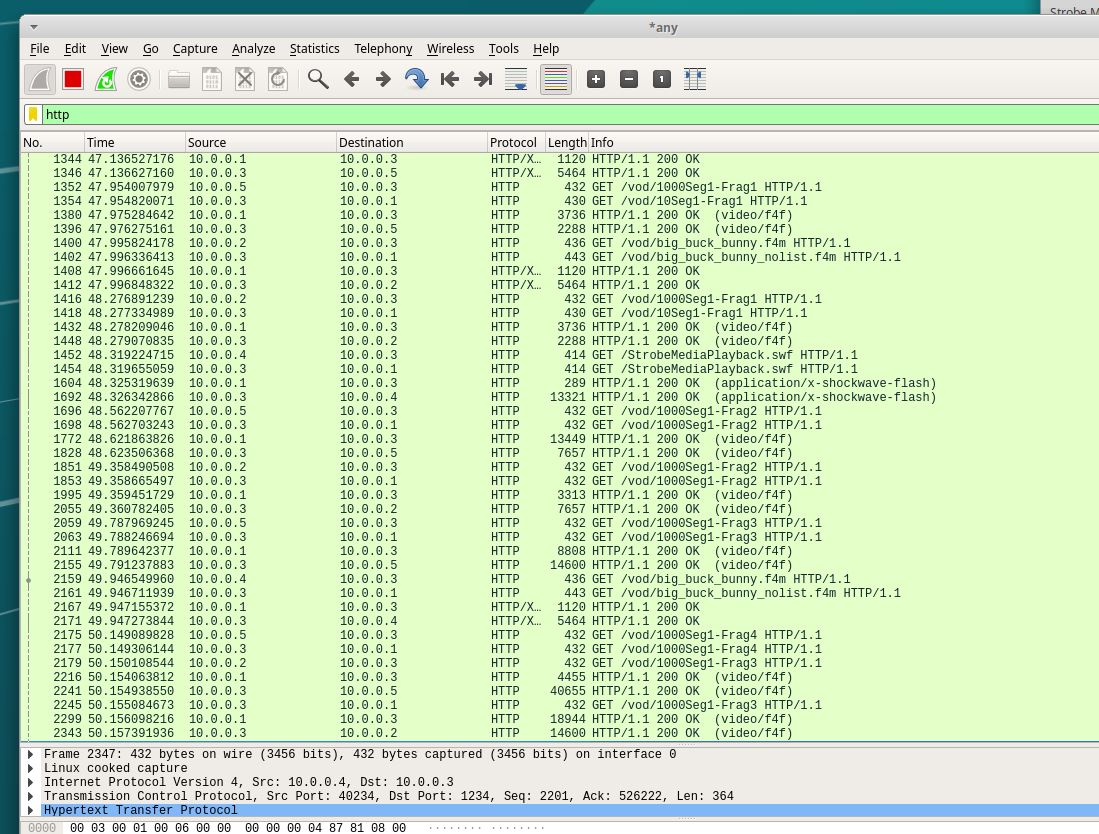 Strobe M
*any
File Edit View Go Capture Analyze Statistics Telephony Wireless Tools Help
http
No. Time Source Destination Protocol Length Info
1344 47.136527176 10.0.0.1 10.0.0.3 HTTP/X… 1120 HTTP/1.1 200 OK
1346 47.136627160 10.0.0.3 10.0.0.5 HTTP/X… 5464 HTTP/1.1 200 OK
1352 47.954007979 10.0.0.5 10.0.0.3 HTTP 432 GET /vod/1000Seg1-Frag1 HTTP/1.1
1354 47.954820071 10.0.0.3 10.0.0.1 HTTP 430 GET /vod/10Seg1-Frag1 HTTP/1.1
1380 47.975284642 10.0.0.1 10.0.0.3 HTTP 3736 HTTP/1.1 200 OK (video/f4f)
1396 47.976275161 10.0.0.3 10.0.0.5 HTTP 2288 HTTP/1.1 200 OK (video/f4f)
1400 47.995824178 10.0.0.2 10.0.0.3 HTTP 436 GET /vod/big_buck_bunny.f4m HTTP/1.1
1402 47.996336413 10.0.0.3 10.0.0.1 HTTP 443 GET /vod/big_buck_bunny_nolist.f4m HTTP/1.1
1408 47.996661645 10.0.0.1 10.0.0.3 HTTP/X… 1120 HTTP/1.1 200 OK
1412 47.996848322 10.0.0.3 10.0.0.2 HTTP/X… 5464 HTTP/1.1 200 OK
1416 48.276891239 10.0.0.2 10.0.0.3 HTTP 432 GET /vod/1000Seg1-Frag1 HTTP/1.1
1418 48.277334989 10.0.0.3 10.0.0.1 HTTP 430 GET /vod/10Seg1-Frag1 HTTP/1.1
1432 48.278209046 10.0.0.1 10.0.0.3 HTTP 3736 HTTP/1.1 200 OK (video/f4f)
1448 48.279070835 10.0.0.3 10.0.0.2 HTTP 2288 HTTP/1.1 200 OK (video/f4f)
1452 48.319224715 10.0.0.4 10.0.0.3 HTTP 414 GET /StrobeMediaPlayback.swf HTTP/1.1
1454 48.319655059 10.0.0.3 10.0.0.1 HTTP 414 GET /StrobeMediaPlayback.swf HTTP/1.1
1604 48.325319639 10.0.0.1 10.0.0.3 HTTP 289 HTTP/1.1 200 OK (application/x-shockwave-flash)
1692 48.326342866 10.0.0.3 10.0.0.4 HTTP 13321 HTTP/1.1 200 OK (application/x-shockwave-flash)
1696 48.562207767 10.0.0.5 10.0.0.3 HTTP 432 GET /vod/1000Seg1-Frag2 HTTP/1.1
1698 48.562703243 10.0.0.3 10.0.0.1 HTTP 432 GET /vod/1000Seg1-Frag2 HTTP/1.1
1772 48.621863826 10.0.0.1 10.0.0.3 HTTP 13449 HTTP/1.1 200 OK (video/f4f)
1828 48.623506368 10.0.0.3 10.0.0.5 HTTP 7657 HTTP/1.1 200 OK (video/f4f)
1851 49.358490508 10.0.0.2 10.0.0.3 HTTP 432 GET /vod/1000Seg1-Frag2 HTTP/1.1
1853 49.358665497 10.0.0.3 10.0.0.1 HTTP 432 GET /vod/1000Seg1-Frag2 HTTP/1.1
1995 49.359451729 10.0.0.1 10.0.0.3 HTTP 3313 HTTP/1.1 200 OK (video/f4f)
2055 49.360782405 10.0.0.3 10.0.0.2 HTTP 7657 HTTP/1.1 200 OK (video/f4f)
2059 49.787969245 10.0.0.5 10.0.0.3 HTTP 432 GET /vod/1000Seg1-Frag3 HTTP/1.1
2063 49.788246694 10.0.0.3 10.0.0.1 HTTP 432 GET /vod/1000Seg1-Frag3 HTTP/1.1
2111 49.789642377 10.0.0.1 10.0.0.3 HTTP 8808 HTTP/1.1 200 OK (video/f4f)
2155 49.791237883 10.0.0.3 10.0.0.5 HTTP 14600 HTTP/1.1 200 OK (video/f4f)
2159 49.946549960 10.0.0.4 10.0.0.3 HTTP 436 GET /vod/big_buck_bunny.f4m HTTP/1.1
2161 49.946711939 10.0.0.3 10.0.0.1 HTTP 443 GET /vod/big_buck_bunny_nolist.f4m HTTP/1.1
2167 49.947155372 10.0.0.1 10.0.0.3 HTTP/X… 1120 HTTP/1.1 200 OK
2171 49.947273844 10.0.0.3 10.0.0.4 HTTP/X… 5464 HTTP/1.1 200 OK
2175 50.149089828 10.0.0.5 10.0.0.3 HTTP 432 GET /vod/1000Seg1-Frag4 HTTP/1.1
2177 50.149306144 10.0.0.3 10.0.0.1 HTTP 432 GET /vod/1000Seg1-Frag4 HTTP/1.1
2179 50.150108544 10.0.0.2 10.0.0.3 HTTP 432 GET /vod/1000Seg1-Frag3 HTTP/1.1
2216 50.154063812 10.0.0.1 10.0.0.3 HTTP 4455 HTTP/1.1 200 OK (video/f4f)
2241 50.154938550 10.0.0.3 10.0.0.5 HTTP 40655 HTTP/1.1 200 OK (video/f4f)
2245 50.155084673 10.0.0.3 10.0.0.1 HTTP 432 GET /vod/1000Seg1-Frag3 HTTP/1.1
2299 50.156098216 10.0.0.1 10.0.0.3 HTTP 18944 HTTP/1.1 200 OK (video/f4f)
2343 50.157391936 10.0.0.3 10.0.0.2 HTTP 14600 HTTP/1.1 200 OK (video/f4f)
Frame 2347: 432 bytes on wire (3456 bits), 432 bytes captured (3456 bits) on interface 0
Linux cooked capture
Internet Protocol Version 4, Src: 10.0.0.4, Dst: 10.0.0.3
Transmission Control Protocol, Src Port: 40234, Dst Port: 1234, Seq: 2201, Ack: 526222, Len: 364
Hypertext Transfer Protocol
0000 00 03 00 01 00 06 00 00 00 00 00 04 87 81 08 00 ········ ········